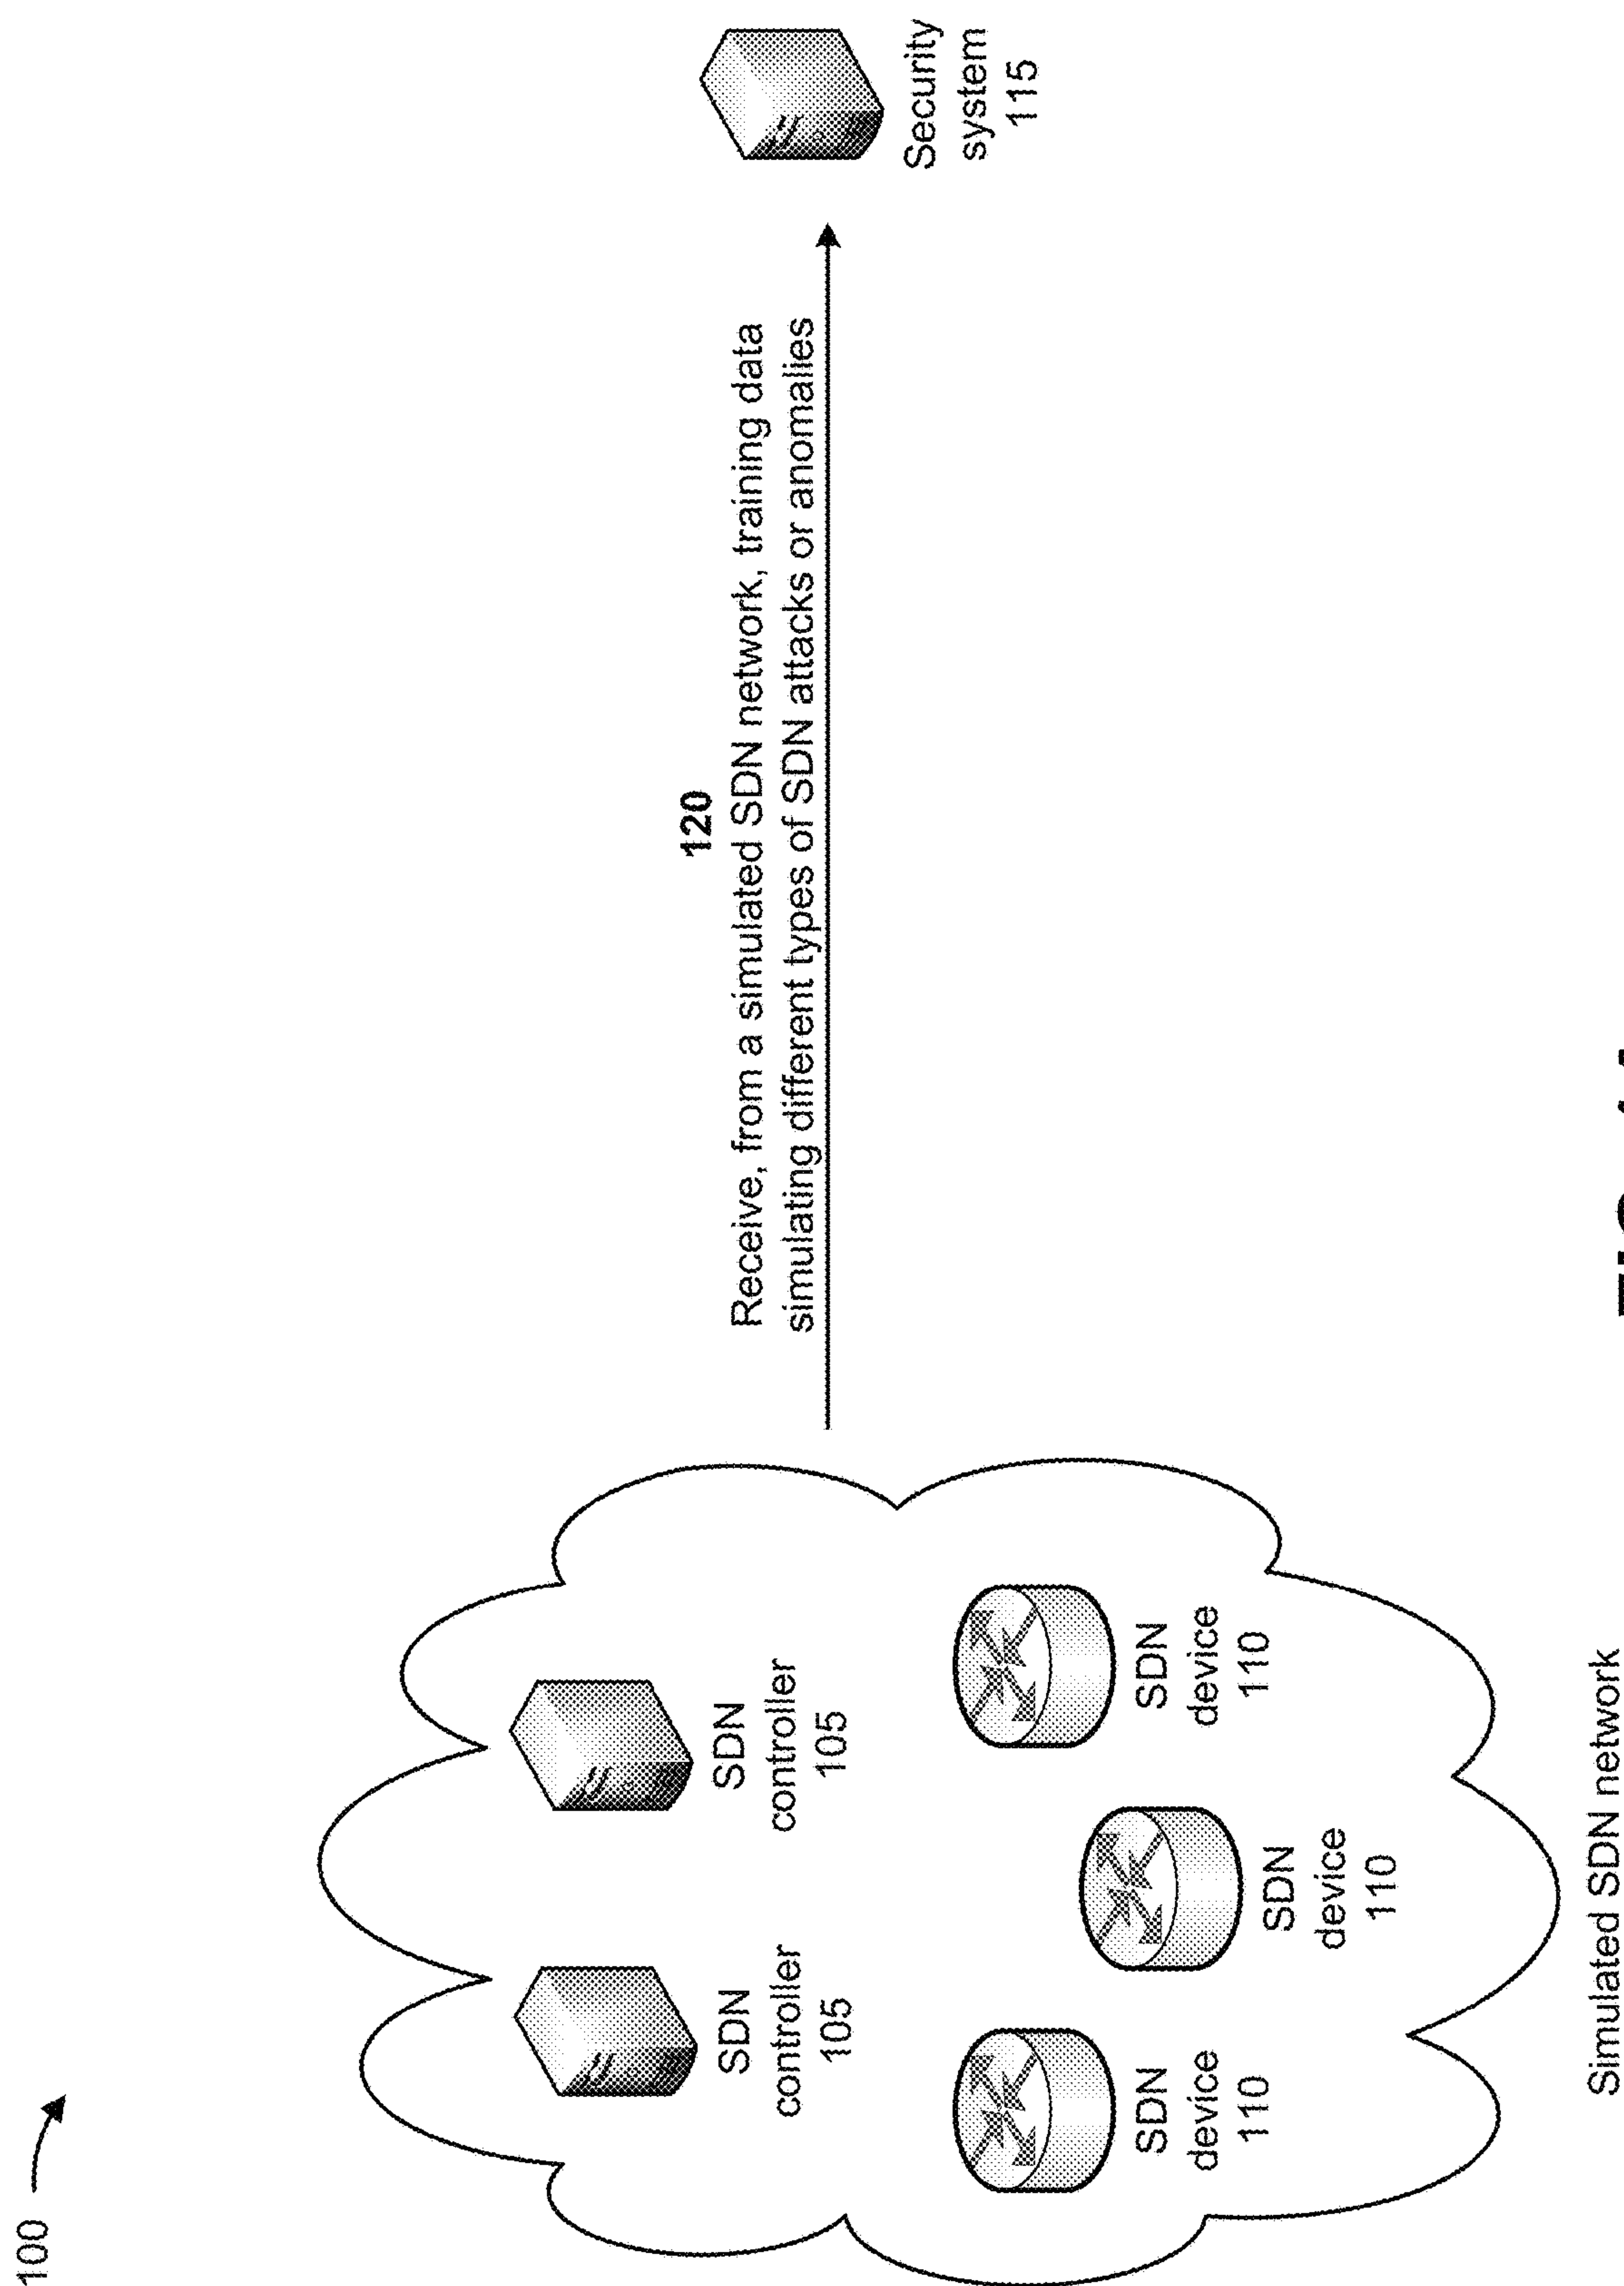 100
120
Receive, from a simulated SDN network, training data
simulating different types of SDN attacks or anomalies
Security
system
115
SDN
controller
105
SDN
controller
105
SDN
device
110
SDN
device
110
SDN
device
110
Simulated SDN network